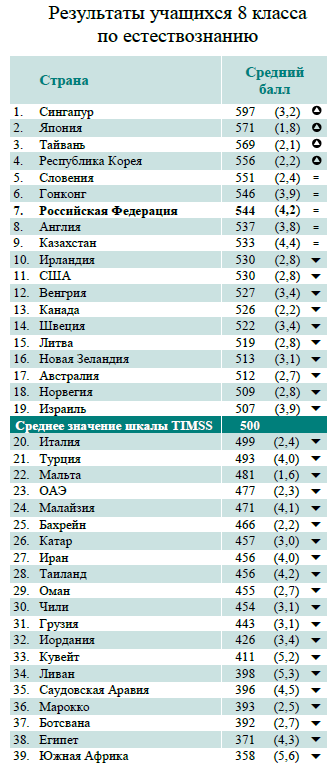 Результаты учащихся 8 класса
по естествознанию
Страна Средний балл
1. Сингапур 597 (3,2)
2. Япония 571 (1,8)
3. Тайвань 569 (2,1)
4. Республика Корея 556 (2,2)
5. Словения 551 (2,4) =
6. Гонконг 546 (3,9) =
7. Российская Федерация 544 (4,2) =
8. Англия 537 (3,8) =
9. Казахстан 533 (4,4) =
10. Ирландия 530 (2,8)
11. США 530 (2,8)
12. Венгрия 527 (3,4)
13. Канада 526 (2,2)
14. Швеция 522 (3,4)
15. Литва 519 (2,8)
16. Новая Зеландия 513 (3,1)
17. Австралия 512 (2,7)
18. Норвегия 509 (2,8)
19. Израиль 507 (3,9)
Среднее значение шкалы TIMSS 500
20. Италия 499 (2,4)
21. Турция 493 (4,0)
22. Мальта 481 (1,6)
23. ОАЭ 477 (2,3)
24. Малайзия 471 (4,1)
25. Бахрейн 466 (2,2)
26. Катар 457 (3,0)
27. Иран 456 (4,0)
28. Таиланд 456 (4,2)
29. Оман 455 (2,7)
30. Чили 454 (3,1)
31. Грузия 443 (3,1)
32. Иордания 426 (3,4)
33. Кувейт 411 (5,2)
34. Ливан 398 (5,3)
35. Саудовская Аравия 396 (4,5)
36. Марокко 393 (2,5)
37. Ботсвана 392 (2,7)
38. Египет 371 (4,3)
39. Южная Африка 358 (5,6)